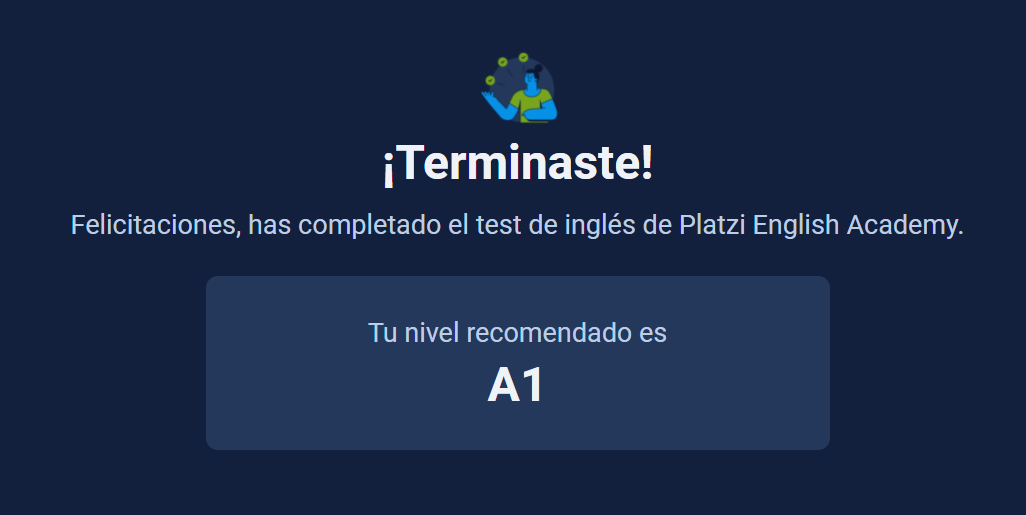 ¡Terminaste!
Felicitaciones, has completado el test de inglés de Platzi English Academy.
Tu nivel recomendado es
A1